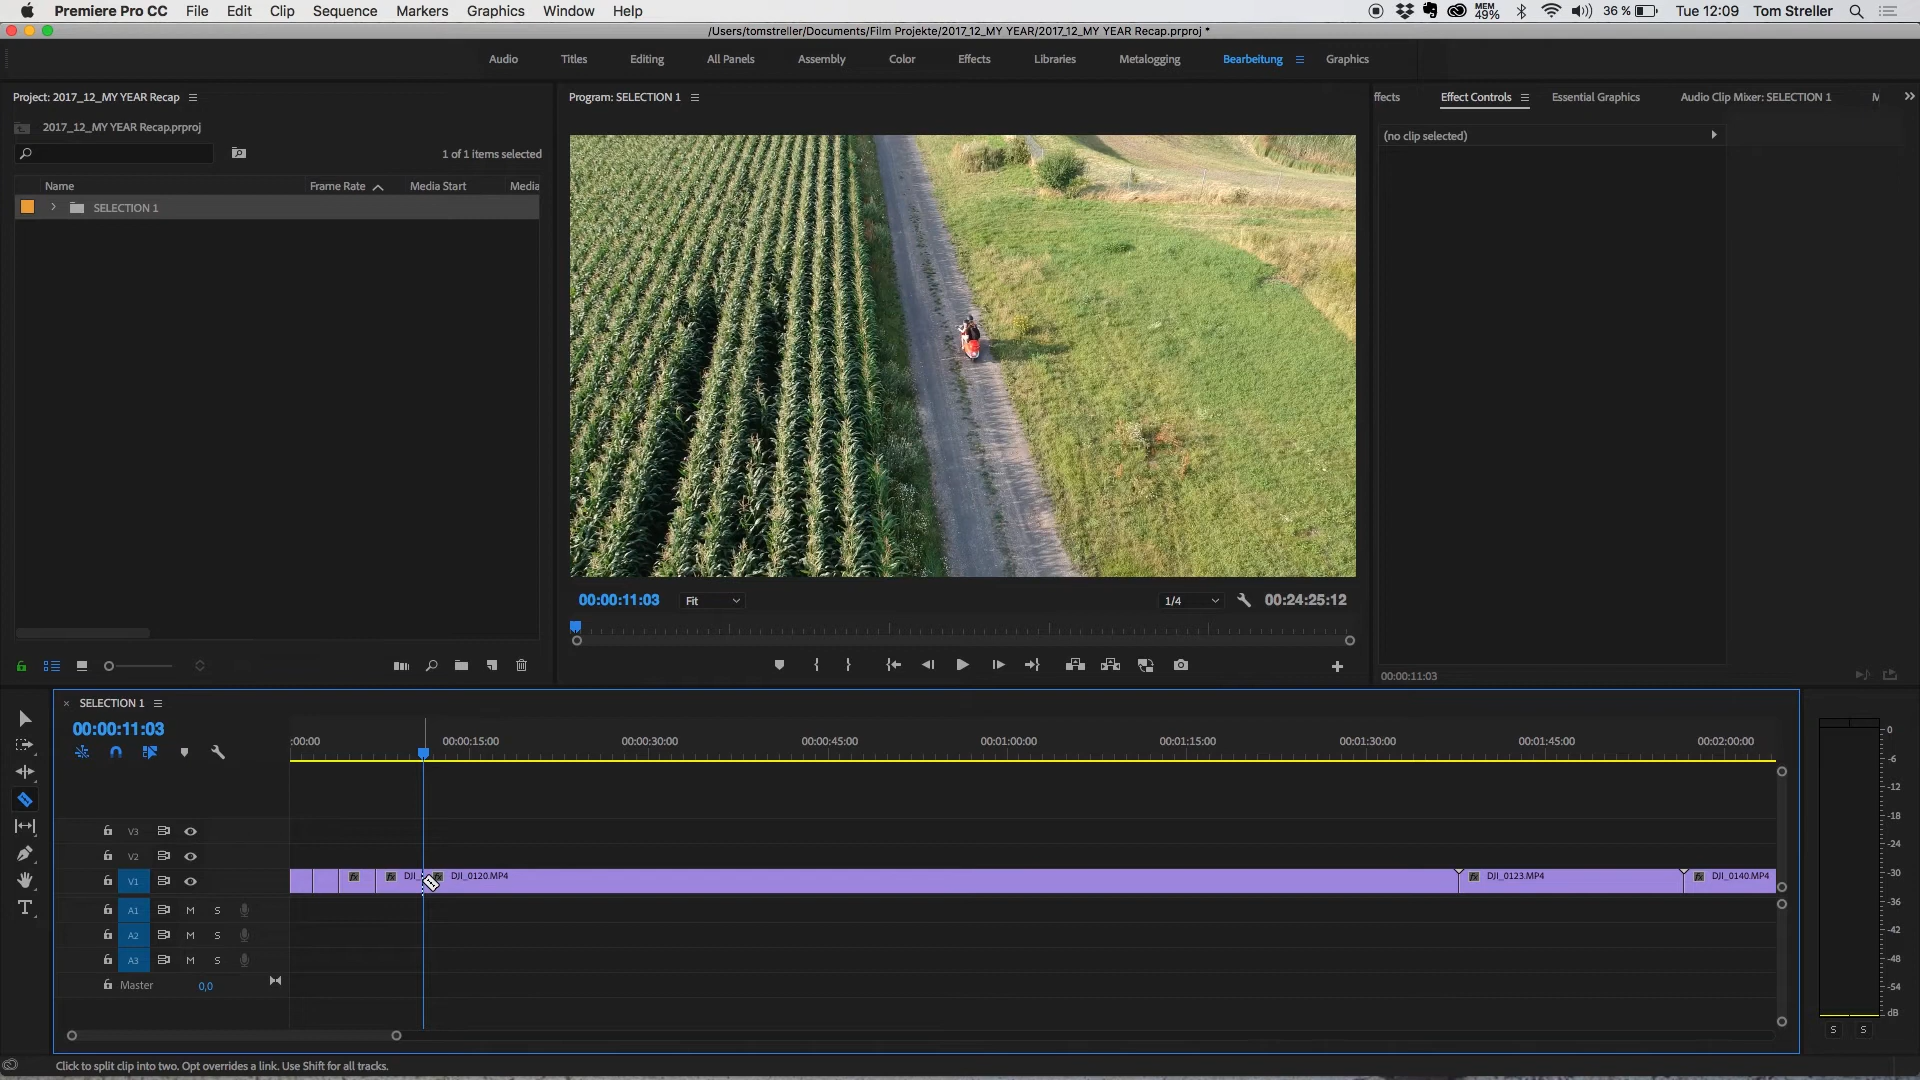 Premiere Pro CC File Edit Clip Sequence Markers Graphics Window Help MEM 49% 36 % Tue 12:09 Tom Streller
/Users/tomstreller/Documents/Film Projekte/2017_12_MY YEAR/2017_12_MY YEAR Recap.prproj *
Audio Titles Editing All Panels Assembly Color Effects Libraries Metalogging Bearbeitung Graphics
Project: 2017_12_MY YEAR Recap
Program: SELECTION 1
ffects Effect Controls Essential Graphics Audio Clip Mixer: SELECTION 1 M
2017_12_MY YEAR Recap.prproj
(no clip selected)
1 of 1 items selected
Name Frame Rate Media Start Media
SELECTION 1
00:00:11:03 Fit 1/4 00:24:25:12
00:00:11:03
SELECTION 1
00:00:11:03
:00:00 00:00:15:00 00:00:30:00 00:00:45:00 00:01:00:00 00:01:15:00 00:01:30:00 00:01:45:00 00:02:00:00
V3
V2
V1 DJI_ DJI_0120.MP4 DJI_0123.MP4 DJI_0140.MP4
A1 M S
A2 M S
A3 M S
Master 0,0
0
-6
-12
-18
-24
-30
-36
-42
-48
-54
dB
S S
Click to split clip into two. Opt overrides a link. Use Shift for all tracks.